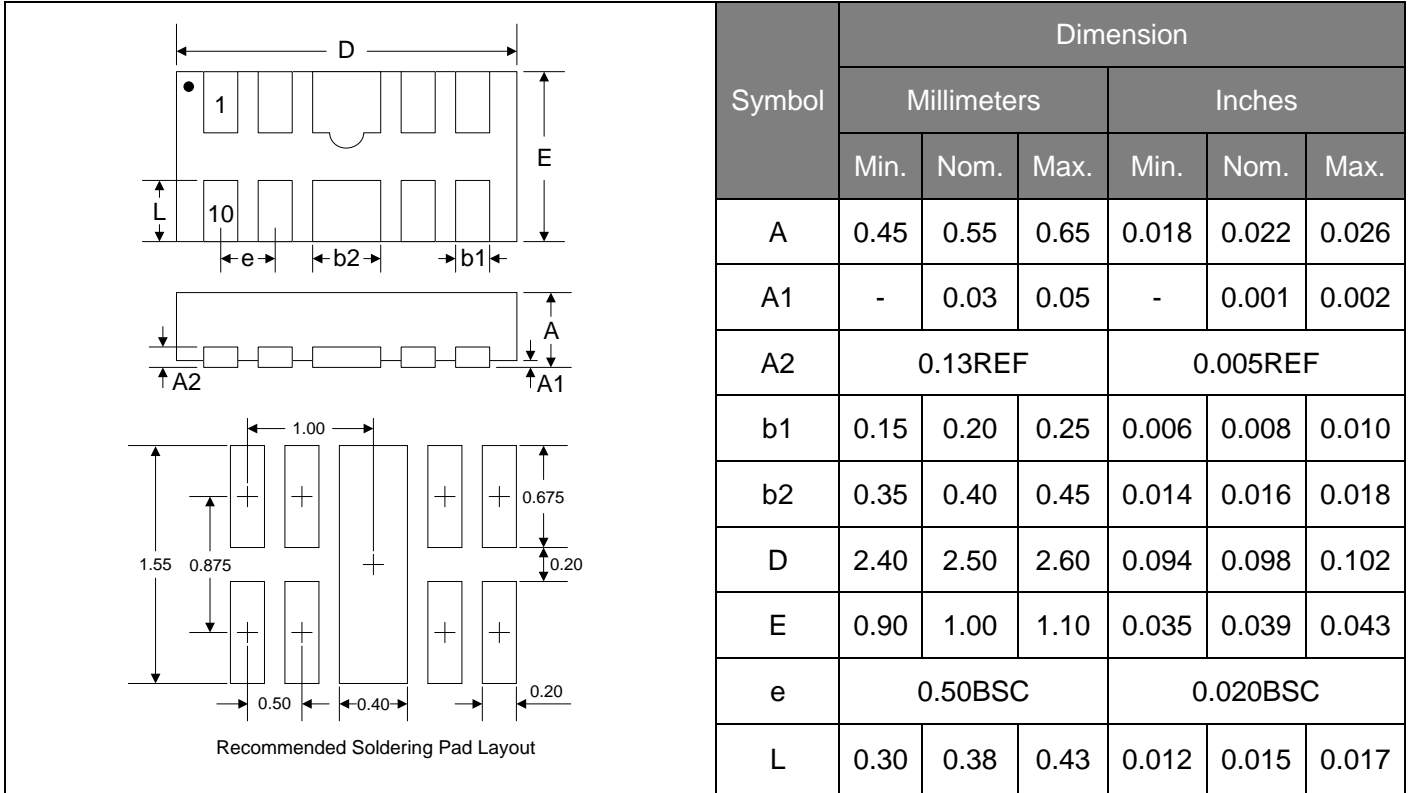 D
1
E
L
10
e
b2
b1
A
A2
A1
1.00
0.675
1.55
0.875
0.20
0.50
0.40
0.20
Recommended Soldering Pad Layout
Symbol
Dimension
Millimeters Inches
Min. Nom. Max. Min. Nom. Max.
A 0.45 0.55 0.65 0.018 0.022 0.026
A1 - 0.03 0.05 - 0.001 0.002
A2 0.13REF 0.005REF
b1 0.15 0.20 0.25 0.006 0.008 0.010
b2 0.35 0.40 0.45 0.014 0.016 0.018
D 2.40 2.50 2.60 0.094 0.098 0.102
E 0.90 1.00 1.10 0.035 0.039 0.043
e 0.50BSC 0.020BSC
L 0.30 0.38 0.43 0.012 0.015 0.017